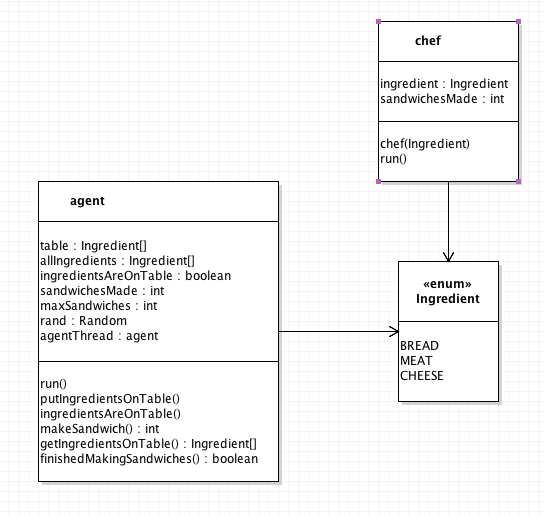 chef
ingredient : Ingredient
sandwichesMade : int
chef(Ingredient)
run()
agent
table : Ingredient[]
allIngredients : Ingredient[]
ingredientsAreOnTable : boolean
sandwichesMade : int
maxSandwiches : int
rand : Random
agentThread : agent
run()
putIngredientsOnTable()
ingredientsAreOnTable()
makeSandwich() : int
getIngredientsOnTable() : Ingredient[]
finishedMakingSandwiches() : boolean
«enum»
Ingredient
BREAD
MEAT
CHEESE